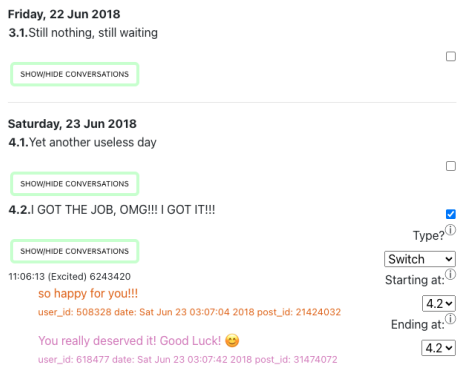 Friday, 22 Jun 2018
3.1.Still nothing, still waiting
SHOW/HIDE CONVERSATIONS
Saturday, 23 Jun 2018
4.1.Yet another useless day
SHOW/HIDE CONVERSATIONS
4.2.I GOT THE JOB, OMG!!! I GOT IT!!!
Type?ⓘ
SHOW/HIDE CONVERSATIONS
Switch
11:06:13 (Excited) 6243420
Starting at:ⓘ
so happy for you!!!
4.2
user_id: 508328 date: Sat Jun 23 03:07:04 2018 post_id: 21424032
Ending at:ⓘ
You really deserved it! Good Luck! 😊
4.2
user_id: 618477 date: Sat Jun 23 03:07:42 2018 post_id: 31474072